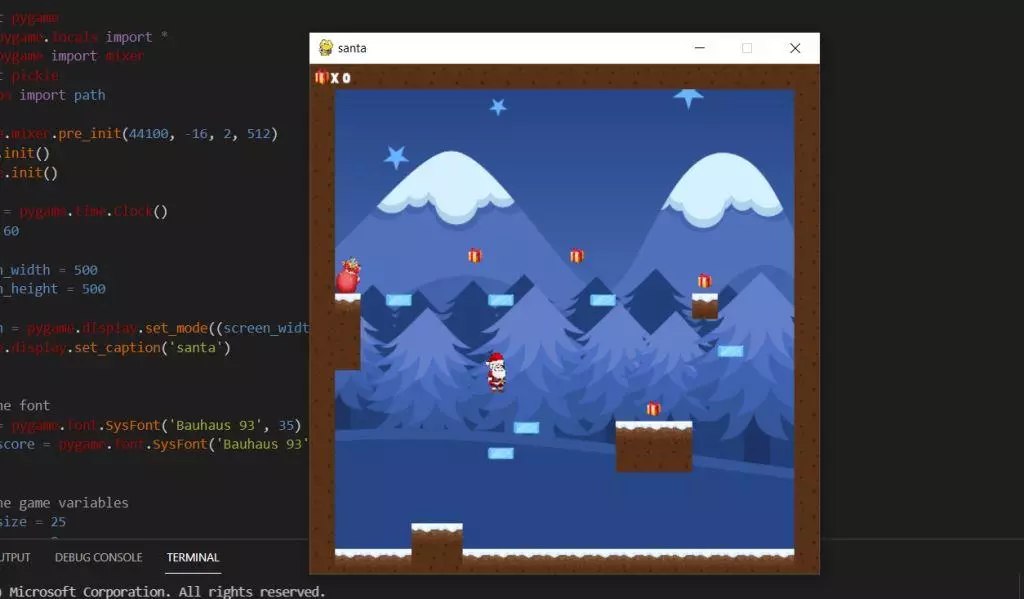 t pygame
pygame.locals import *
pygame import mixer
t pickle
os import path
e.mixer.pre_init(44100, -16, 2, 512)
.init()
e.init()
= pygame.time.Clock()
60
n_width = 500
n_height = 500
n = pygame.display.set_mode((screen_widt
e.display.set_caption('santa')
ne font
= pygame.font.SysFont('Bauhaus 93', 35)
score = pygame.font.SysFont('Bauhaus 93'
ne game variables
size = 25
santa
X 0
UTPUT DEBUG CONSOLE TERMINAL
) Microsoft Corporation. All rights reserved.